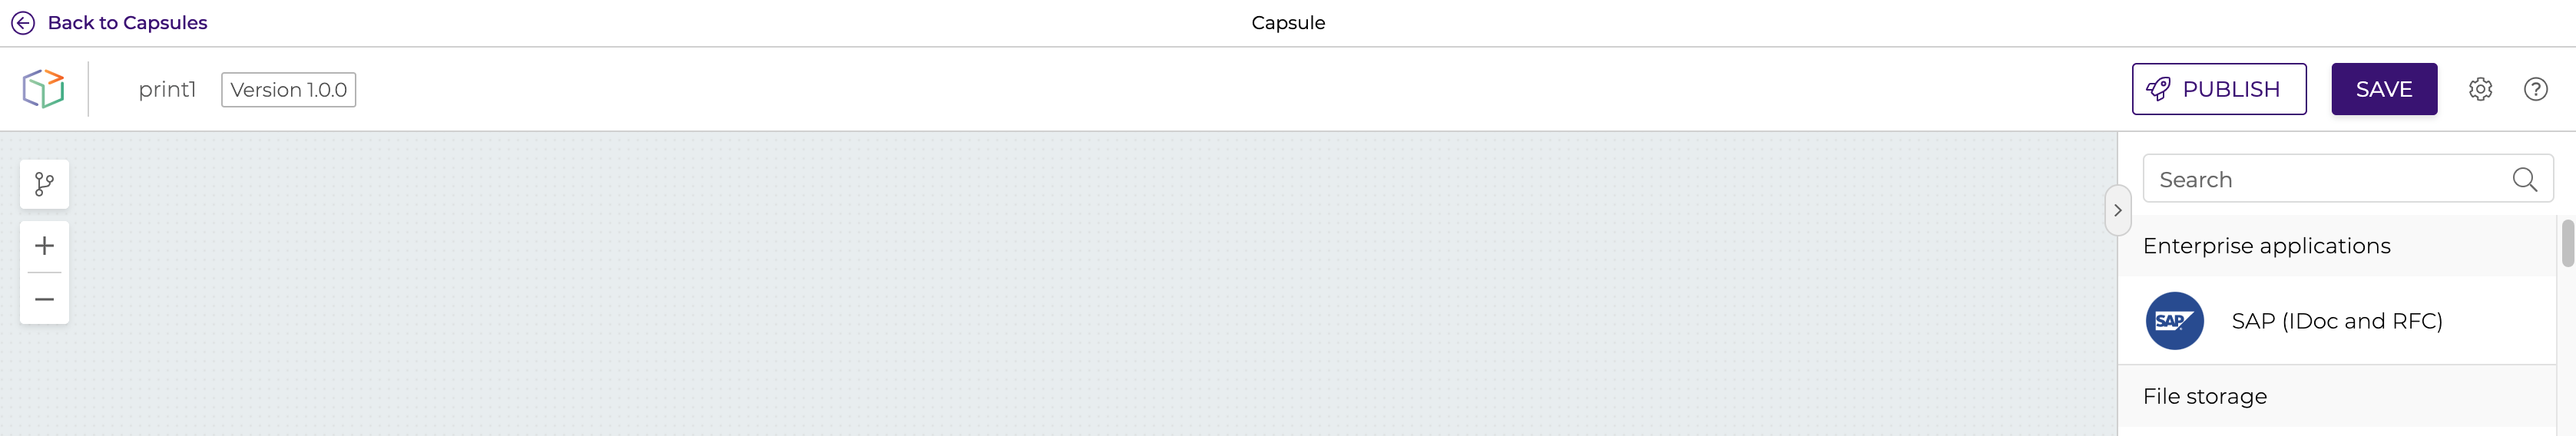 Back to Capsules
Capsule
print1
Version 1.0.0
PUBLISH
SAVE
Search
Enterprise applications
SAP
SAP (IDoc and RFC)
File storage